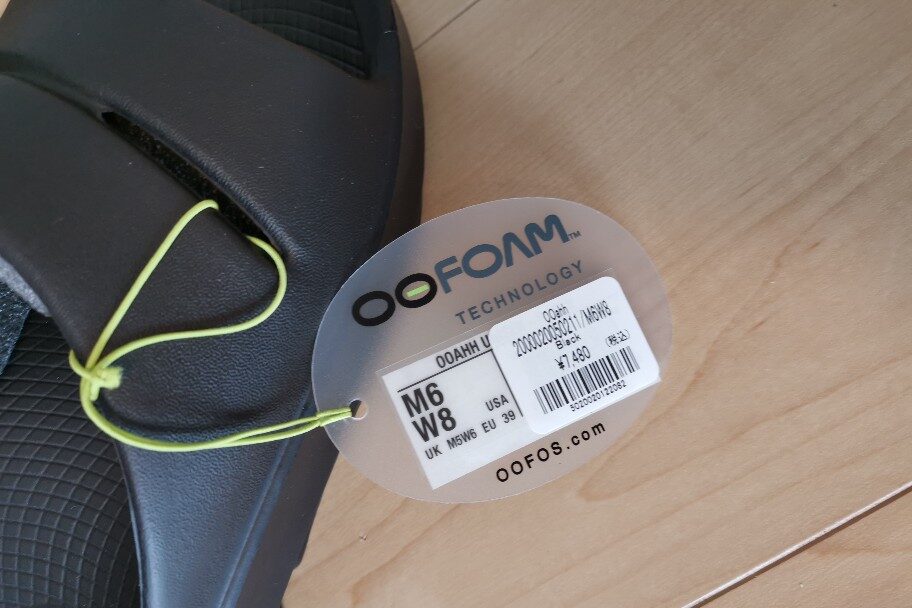 OOFOAM™
TECHNOLOGY
OOahh
2000020050211/M6W8
Black
¥7,480 (税込)
5020020122082
OOAHH
M6
W8 USA
UK M5W6 EU 39
OOFOS.com